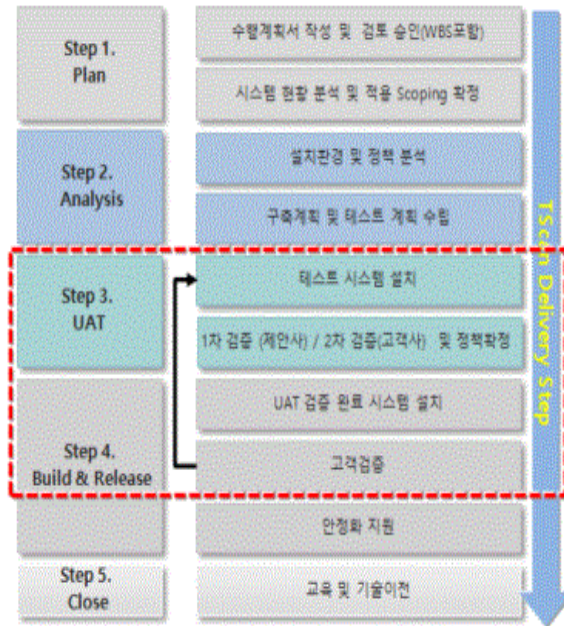 Step 1.
Plan
수행계획서 작성 및 검토 승인(WBS포함)
시스템 현황 분석 및 적용 Scoping 확정
Step 2.
Analysis
설치환경 및 정책 분석
구축계획 및 테스트 계획 수립
Step 3.
UAT
테스트 시스템 설치
1차 검증 (제안사) / 2차 검증(고객사) 및 정책확정
Step 4.
Build & Release
UAT 검증 완료 시스템 설치
고객검증
안정화 지원
Step 5.
Close
교육 및 기술이전
TScan Delivery Step